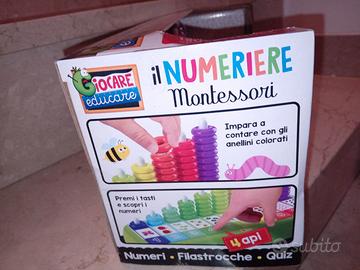 GIOCARE
educare
il NUMERIERE
Montessori
Impara a
contare con gli
anellini colorati
Premi i tasti
e scopri i
numeri
4 api
Numeri • Filastrocche • Quiz
subito